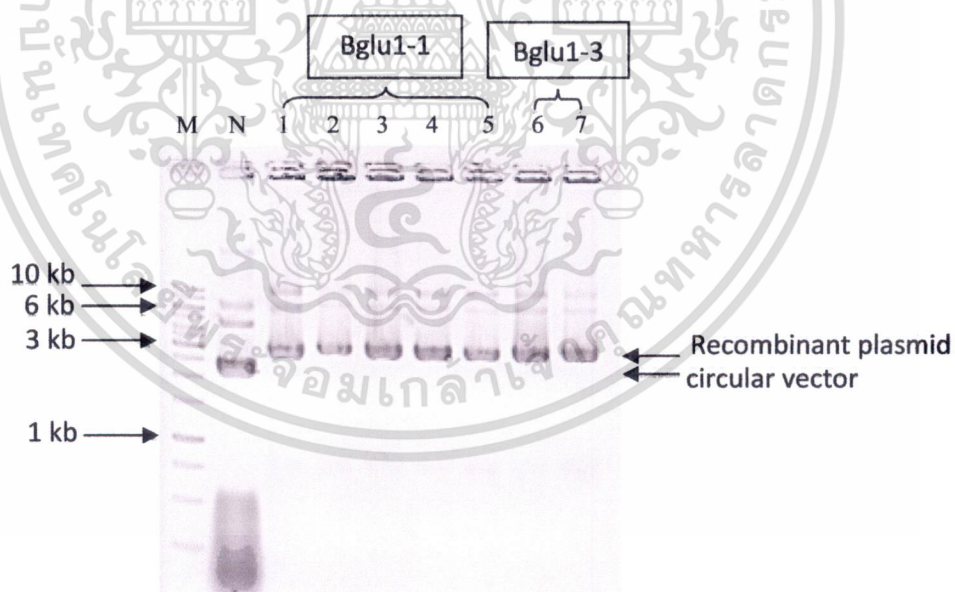 Bglu1-1
Bglu1-3
M N 1 2 3 4 5 6 7
10 kb
6 kb
3 kb
1 kb
Recombinant plasmid
circular vector